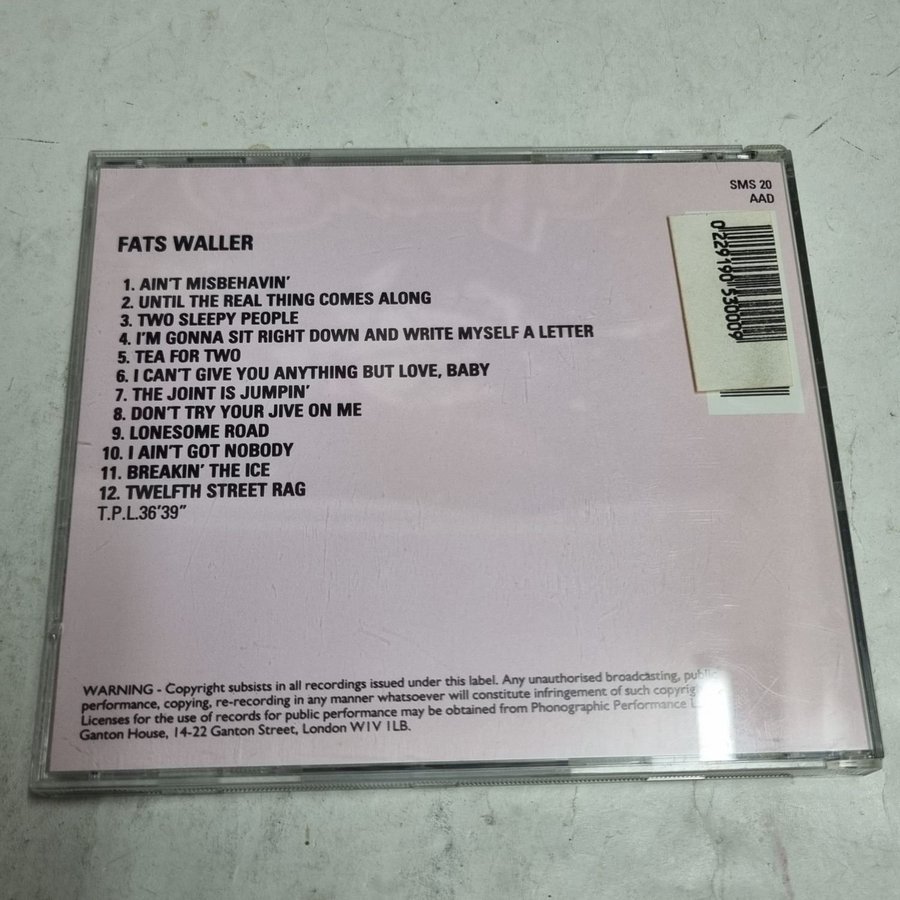 SMS 20
AAD
FATS WALLER
1. AIN'T MISBEHAVIN'
2. UNTIL THE REAL THING COMES ALONG
3. TWO SLEEPY PEOPLE
4. I'M GONNA SIT RIGHT DOWN AND WRITE MYSELF A LETTER
5. TEA FOR TWO
6. I CAN'T GIVE YOU ANYTHING BUT LOVE, BABY
7. THE JOINT IS JUMPIN'
8. DON'T TRY YOUR JIVE ON ME
9. LONESOME ROAD
10. I AIN'T GOT NOBODY
11. BREAKIN' THE ICE
12. TWELFTH STREET RAG
T.P.L.36'39"
0 229190 530009
WARNING - Copyright subsists in all recordings issued under this label. Any unauthorised broadcasting, public
performance, copying, re-recording in any manner whatsoever will constitute infringement of such
Licenses for the use of records for public performance may be obtained from Phonographic Performance
Ganton House, 14-22 Ganton Street, London W1V 1LB.